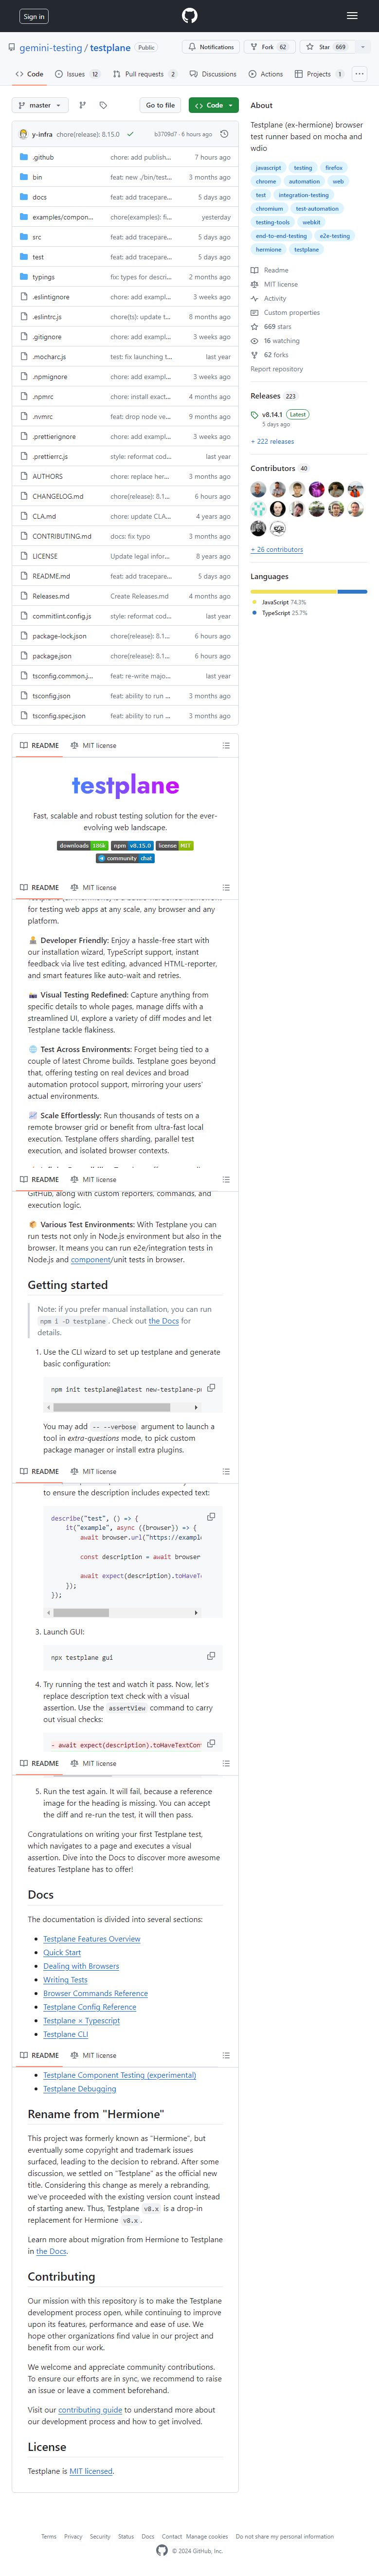 Sign in
gemini-testing / testplane Public
Notifications Fork 62 Star 669
Code Issues 12 Pull requests 2 Discussions Actions Projects 1
master Go to file Code
y-infra chore(release): 8.15.0 b3709d7 · 6 hours ago
.github chore: add publish... 7 hours ago
bin feat: new ./bin/test... 3 months ago
docs feat: add tracepare... 5 days ago
examples/compon... chore(examples): fi... yesterday
src feat: add tracepare... 5 days ago
test feat: add tracepare... 5 days ago
typings fix: types for descri... 2 months ago
.eslintignore chore: add example... 3 weeks ago
.eslintrc.js chore(ts): update t... 8 months ago
.gitignore chore: add example... 3 weeks ago
.mocharc.js test: fix launching t... last year
.npmignore chore: add example... 3 weeks ago
.npmrc chore: install exact... 4 months ago
.nvmrc feat: drop node ve... 9 months ago
.prettierignore chore: add example... 3 weeks ago
.prettierrc.js style: reformat cod... last year
AUTHORS chore: replace her... 3 months ago
CHANGELOG.md chore(release): 8.1... 6 hours ago
CLA.md chore: update CLA... 4 years ago
CONTRIBUTING.md docs: fix typo 3 months ago
LICENSE Update legal infor... 8 years ago
README.md feat: add tracepare... 5 days ago
Releases.md Create Releases.md 4 months ago
commitlint.config.js style: reformat cod... last year
package-lock.json chore(release): 8.1... 6 hours ago
package.json chore(release): 8.1... 6 hours ago
tsconfig.common.j... feat: re-write majo... last year
tsconfig.json feat: ability to run ... 3 months ago
tsconfig.spec.json feat: ability to run ... 3 months ago
About
Testplane (ex-hermione) browser
test runner based on mocha and
wdio
javascript testing firefox
chrome automation web
test integration-testing
chromium test-automation
testing-tools webkit
end-to-end-testing e2e-testing
hermione testplane
Readme
MIT license
Activity
Custom properties
669 stars
16 watching
62 forks
Report repository
Releases 223
v8.14.1 Latest
5 days ago
+ 222 releases
Contributors 40
+ 26 contributors
Languages
JavaScript 74.3%
TypeScript 25.7%
README MIT license
testplane
Fast, scalable and robust testing solution for the ever-
evolving web landscape.
downloads 186k npm v8.15.0 license MIT
community chat
README MIT license
for testing web apps at any scale, any browser and any
platform.
Developer Friendly: Enjoy a hassle-free start with
our installation wizard, TypeScript support, instant
feedback via live test editing, advanced HTML-reporter,
and smart features like auto-wait and retries.
Visual Testing Redefined: Capture anything from
specific details to whole pages, manage diffs with a
streamlined UI, explore a variety of diff modes and let
Testplane tackle flakiness.
Test Across Environments: Forget being tied to a
couple of latest Chrome builds. Testplane goes beyond
that, offering testing on real devices and broad
automation protocol support, mirroring your users'
actual environments.
Scale Effortlessly: Run thousands of tests on a
remote browser grid or benefit from ultra-fast local
execution. Testplane offers sharding, parallel test
execution, and isolated browser contexts.
README MIT license
GitHub, along with custom reporters, commands, and
execution logic.
Various Test Environments: With Testplane you can
run tests not only in Node.js environment but also in the
browser. It means you can run e2e/integration tests in
Node.js and component/unit tests in browser.
Getting started
Note: if you prefer manual installation, you can run
npm i -D testplane. Check out the Docs for
details.
1. Use the CLI wizard to set up testplane and generate
basic configuration:
npm init testplane@latest new-testplane-p
You may add -- --verbose argument to launch a
tool in extra-questions mode, to pick custom
package manager or install extra plugins.
README MIT license
to ensure the description includes expected text:
describe("test", () => {
it("example", async ({browser}) => {
await browser.url("https://example
const description = await browser
await expect(description).toHaveTe
});
});
3. Launch GUI:
npx testplane gui
4. Try running the test and watch it pass. Now, let's
replace description text check with a visual
assertion. Use the assertView command to carry
out visual checks:
- await expect(description).toHaveTextCont
README MIT license
5. Run the test again. It will fail, because a reference
image for the heading is missing. You can accept
the diff and re-run the test, it will then pass.
Congratulations on writing your first Testplane test,
which navigates to a page and executes a visual
assertion. Dive into the Docs to discover more awesome
features Testplane has to offer!
Docs
The documentation is divided into several sections:
Testplane Features Overview
Quick Start
Dealing with Browsers
Writing Tests
Browser Commands Reference
Testplane Config Reference
Testplane × Typescript
Testplane CLI
README MIT license
Testplane Component Testing (experimental)
Testplane Debugging
Rename from "Hermione"
This project was formerly known as "Hermione", but
eventually some copyright and trademark issues
surfaced, leading to the decision to rebrand. After some
discussion, we settled on "Testplane" as the official new
title. Considering this change as merely a rebranding,
we've proceeded with the existing version count instead
of starting anew. Thus, Testplane v8.x is a drop-in
replacement for Hermione v8.x.
Learn more about migration from Hermione to Testplane
in the Docs.
Contributing
Our mission with this repository is to make the Testplane
development process open, while continuing to improve
upon its features, performance and ease of use. We
hope other organizations find value in our project and
benefit from our work.
We welcome and appreciate community contributions.
To ensure our efforts are in sync, we recommend to raise
an issue or leave a comment beforehand.
Visit our contributing guide to understand more about
our development process and how to get involved.
License
Testplane is MIT licensed.
Terms Privacy Security Status Docs Contact Manage cookies Do not share my personal information
© 2024 GitHub, Inc.